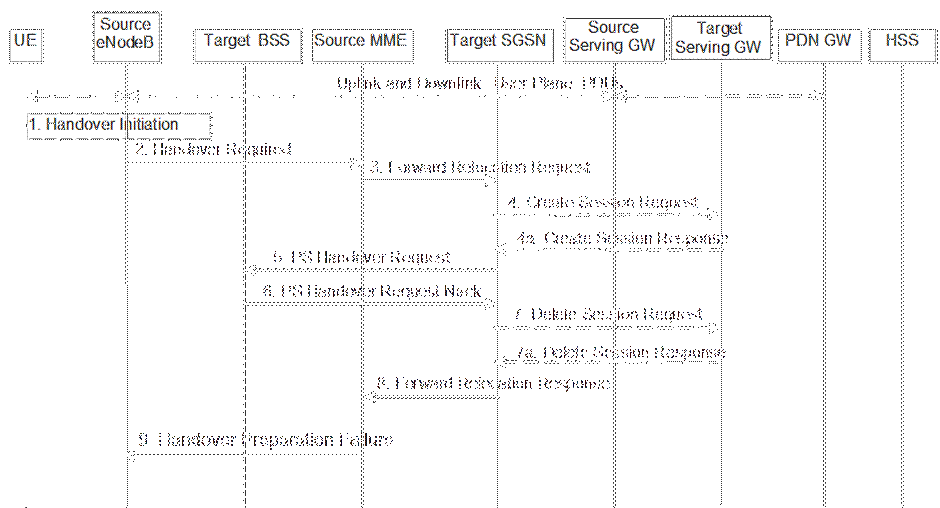 UE
Source
eNodeB
Target BSS
Source MME
Target SGSN
Source
Serving GW
Target
Serving GW
PDN GW
HSS
Uplink and Downlink User Plane PDUs
1. Handover Initiation
2. Handover Required
3. Forward Relocation Request
4. Create Session Request
4a. Create Session Response
5. PS Handover Request
6. PS Handover Request Nack
7. Delete Session Request
7a. Delete Session Response
8. Forward Relocation Response
9. Handover Preparation Failure